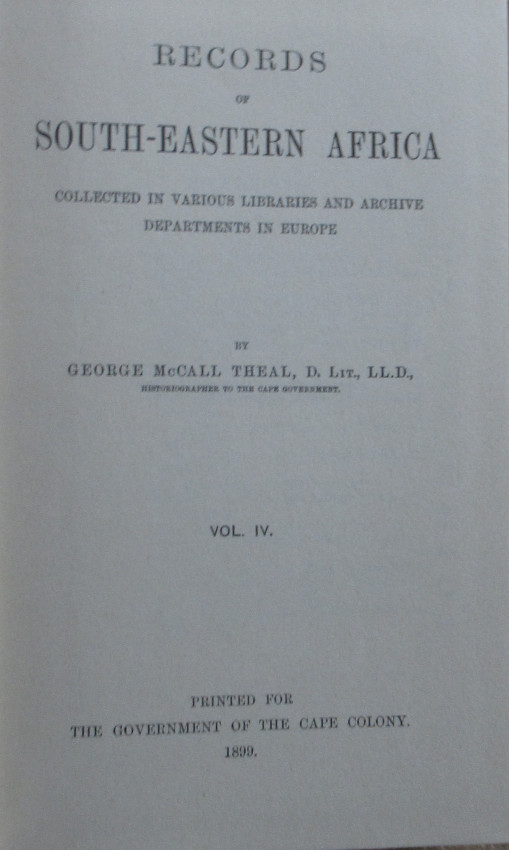 RECORDS
OF
SOUTH-EASTERN AFRICA
COLLECTED IN VARIOUS LIBRARIES AND ARCHIVE
DEPARTMENTS IN EUROPE
BY
GEORGE McCALL THEAL, D. LIT., LL.D.,
HISTORIOGRAPHER TO THE CAPE GOVERNMENT.
VOL. IV.
PRINTED FOR
THE GOVERNMENT OF THE CAPE COLONY.
1899.